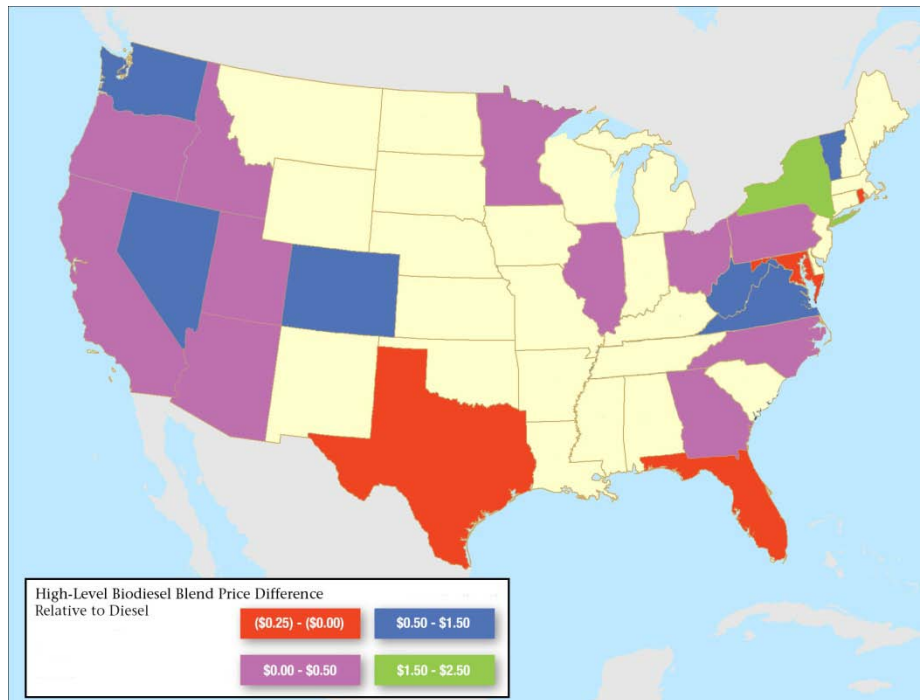 High-Level Biodiesel Blend Price Difference
Relative to Diesel
($0.25) - ($0.00)
$0.50 - $1.50
$0.00 - $0.50
$1.50 - $2.50